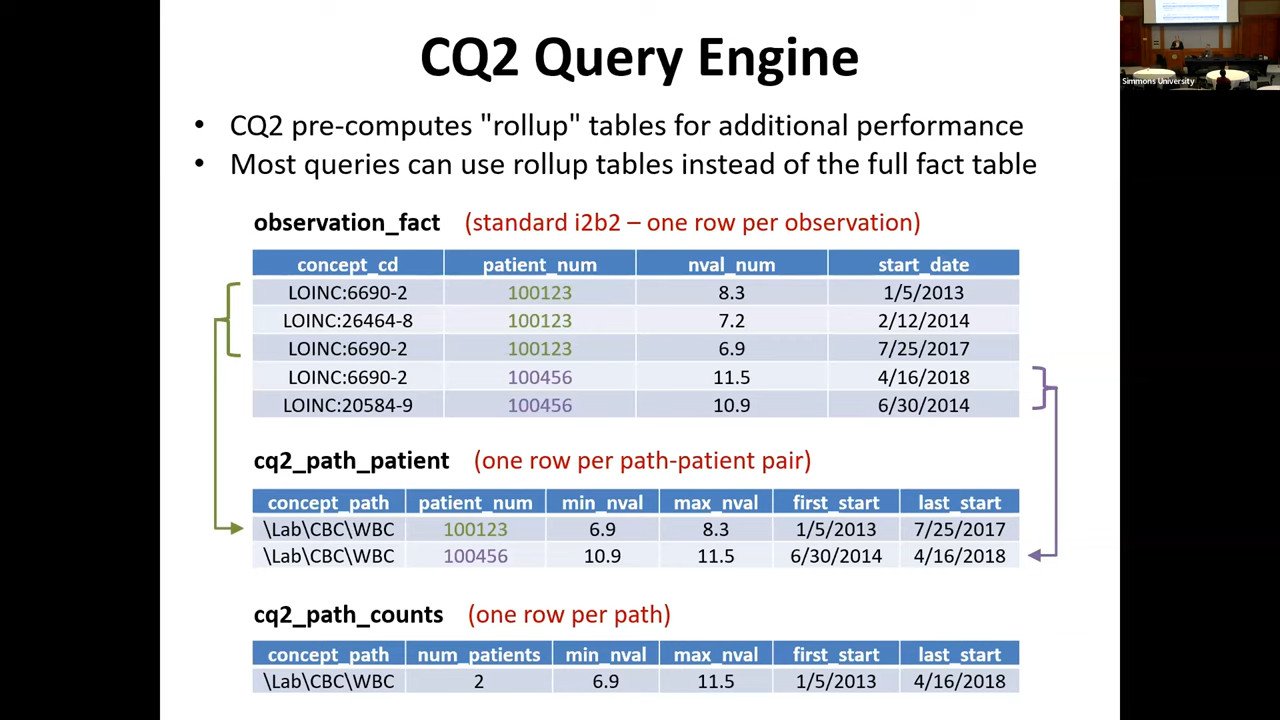 CQ2 Query Engine
Simmons University
• CQ2 pre-computes "rollup" tables for additional performance
• Most queries can use rollup tables instead of the full fact table
observation_fact (standard i2b2 – one row per observation)
concept_cd patient_num nval_num start_date
LOINC:6690-2 100123 8.3 1/5/2013
LOINC:26464-8 100123 7.2 2/12/2014
LOINC:6690-2 100123 6.9 7/25/2017
LOINC:6690-2 100456 11.5 4/16/2018
LOINC:20584-9 100456 10.9 6/30/2014
cq2_path_patient (one row per path-patient pair)
concept_path patient_num min_nval max_nval first_start last_start
\Lab\CBC\WBC 100123 6.9 8.3 1/5/2013 7/25/2017
\Lab\CBC\WBC 100456 10.9 11.5 6/30/2014 4/16/2018
cq2_path_counts (one row per path)
concept_path num_patients min_nval max_nval first_start last_start
\Lab\CBC\WBC 2 6.9 11.5 1/5/2013 4/16/2018